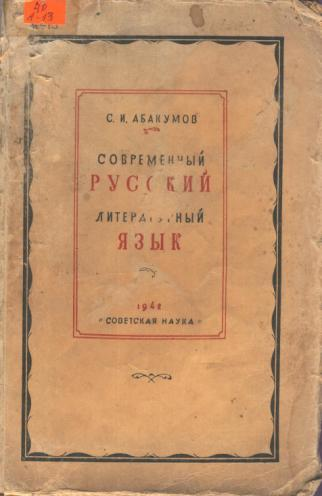 С. И. АБАКУМОВ
СОВРЕМЕННЫЙ
РУССКИЙ
ЛИТЕРАТУРНЫЙ
ЯЗЫК
1942
"СОВЕТСКАЯ НАУКА"